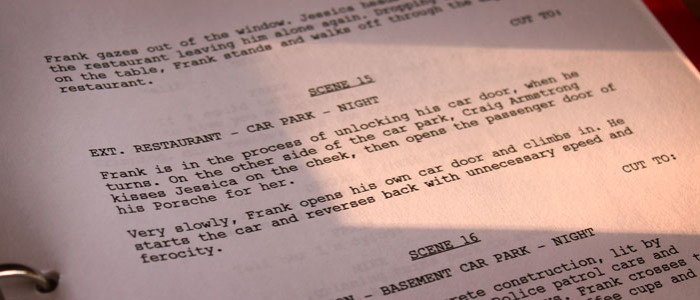 Frank gazes out of the window. Jessica
the restaurant leaving him alone again. Dropping
on the table, Frank stands and walks off through the
restaurant.
CUT TO:
SCENE 15
EXT. RESTAURANT - CAR PARK - NIGHT
Frank is in the process of unlocking his car door, when he
turns. On the other side of the car park, Craig Armstrong
kisses Jessica on the cheek, then opens the passenger door of
his Porsche for her.
Very slowly, Frank opens his own car door and climbs in. He
starts the car and reverses back with unnecessary speed and
ferocity.
CUT TO:
SCENE 16
- BASEMENT CAR PARK - NIGHT
construction, lit by
Police patrol cars and
Frank crosses
cups and